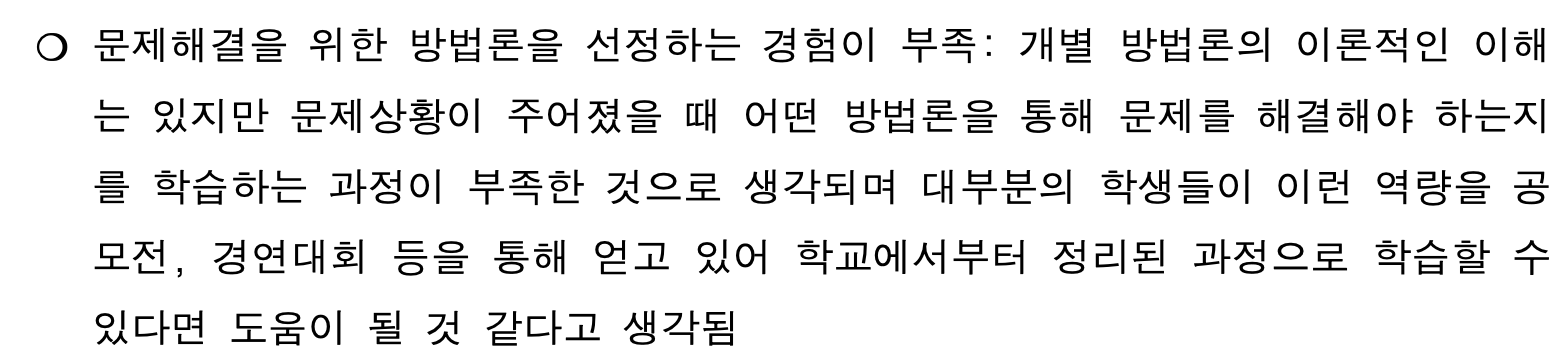 ❍ 문제해결을 위한 방법론을 선정하는 경험이 부족: 개별 방법론의 이론적인 이해
는 있지만 문제상황이 주어졌을 때 어떤 방법론을 통해 문제를 해결해야 하는지
를 학습하는 과정이 부족한 것으로 생각되며 대부분의 학생들이 이런 역량을 공
모전, 경연대회 등을 통해 얻고 있어 학교에서부터 정리된 과정으로 학습할 수
있다면 도움이 될 것 같다고 생각됨